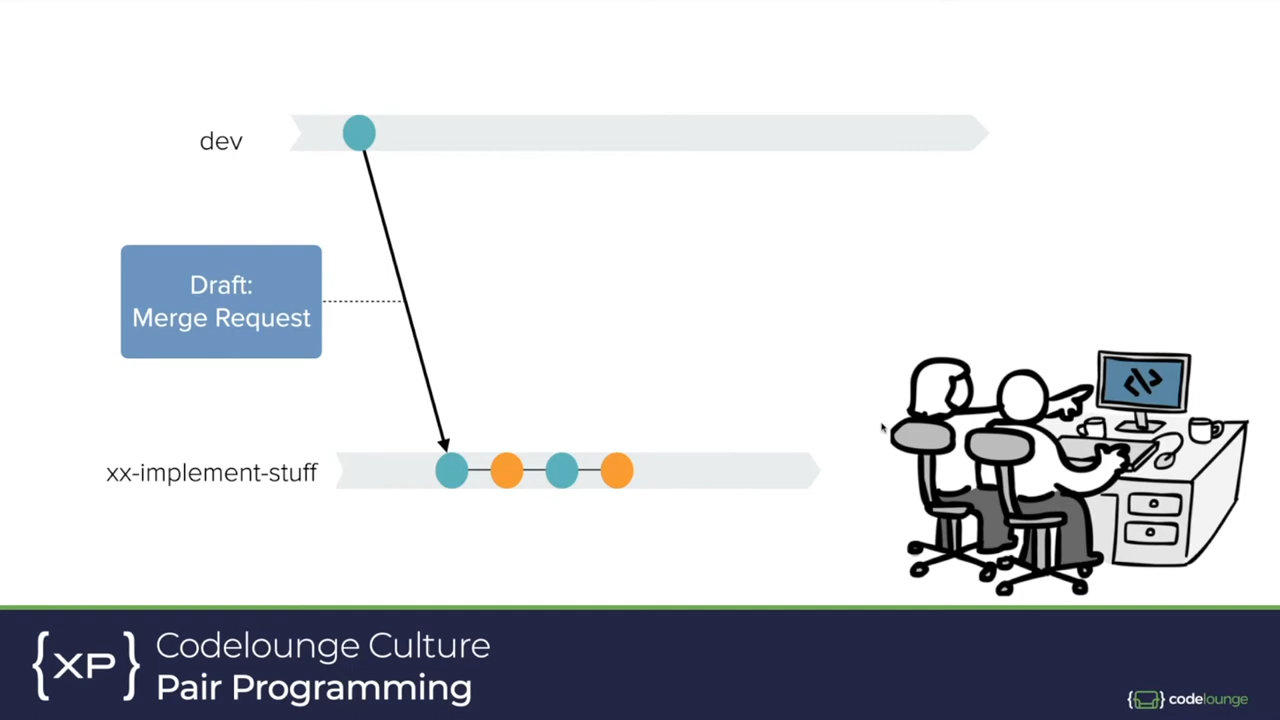 dev
Draft:
Merge Request
xx-implement-stuff
</>
{XP}
Codelounge Culture
Pair Programming
{} codelounge